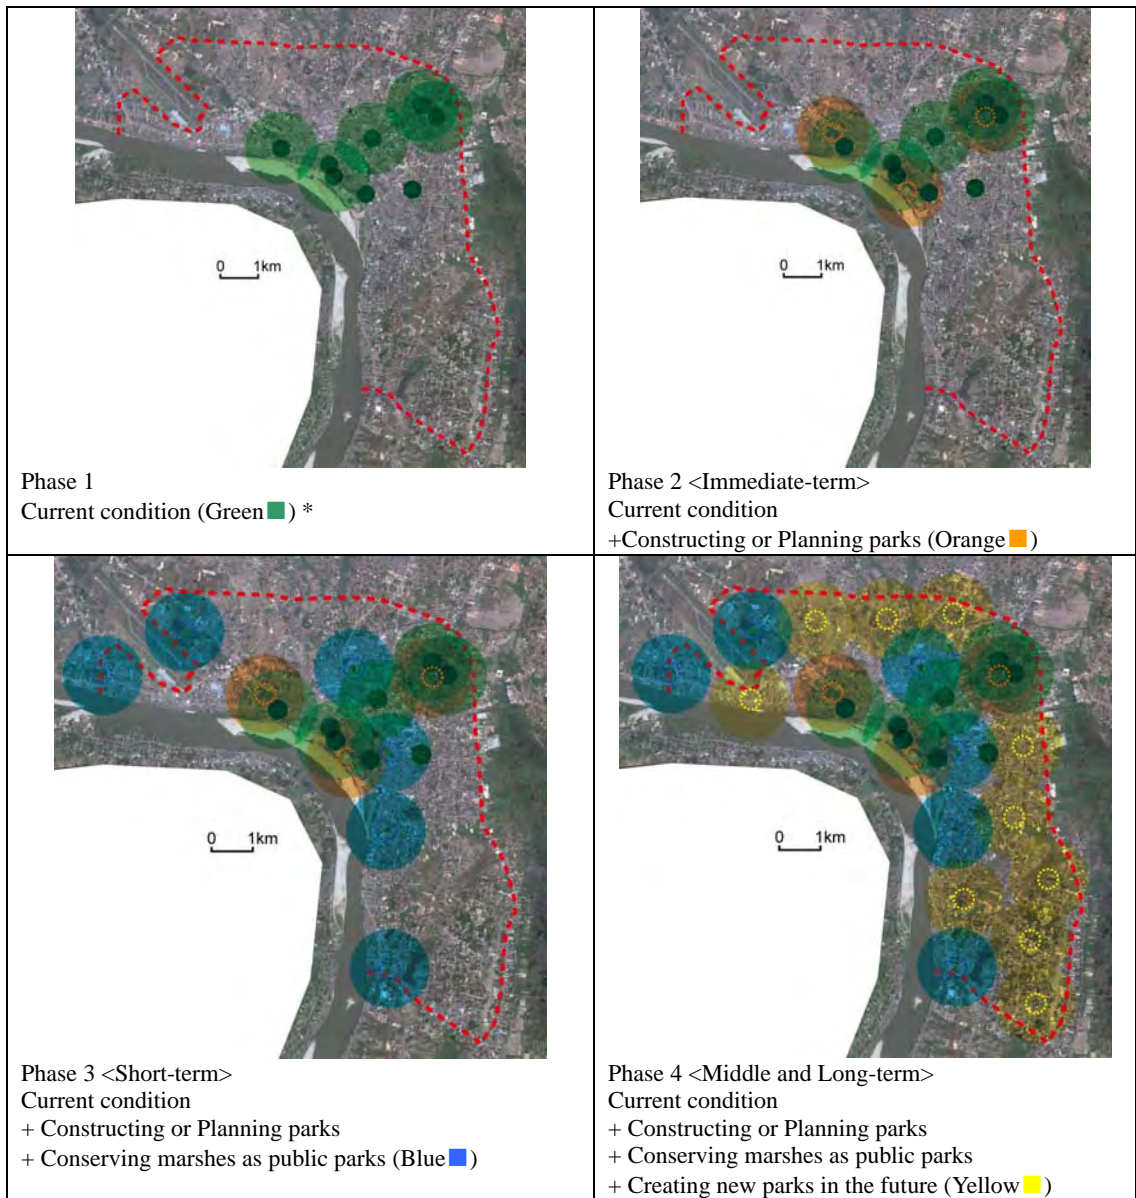 0 1km
Phase 1
Current condition (Green■) *
0 1km
Phase 2 <Immediate-term>
Current condition
+Constructing or Planning parks (Orange■)
0 1km
Phase 3 <Short-term>
Current condition
+ Constructing or Planning parks
+ Conserving marshes as public parks (Blue■)
0 1km
Phase 4 <Middle and Long-term>
Current condition
+ Constructing or Planning parks
+ Conserving marshes as public parks
+ Creating new parks in the future (Yellow■)